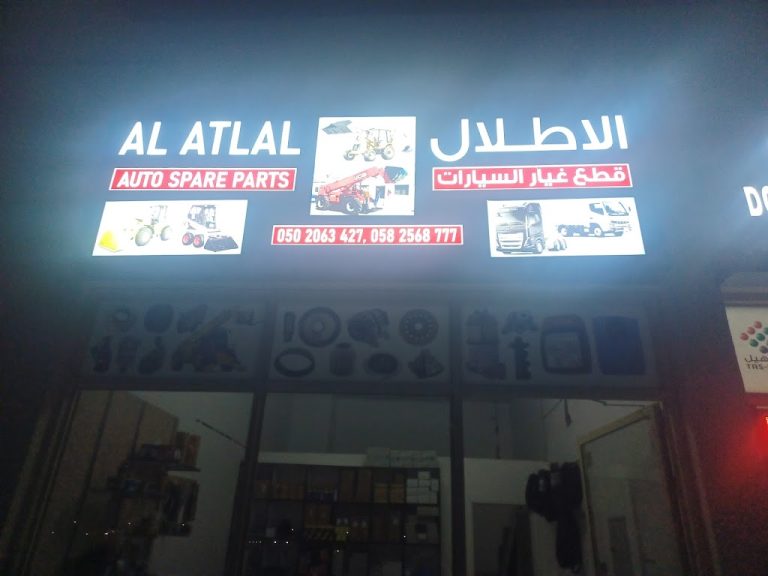 AL ATLAL
الاطلال
AUTO SPARE PARTS
قطع غيار السيارات
050 2063 427, 058 2568 777